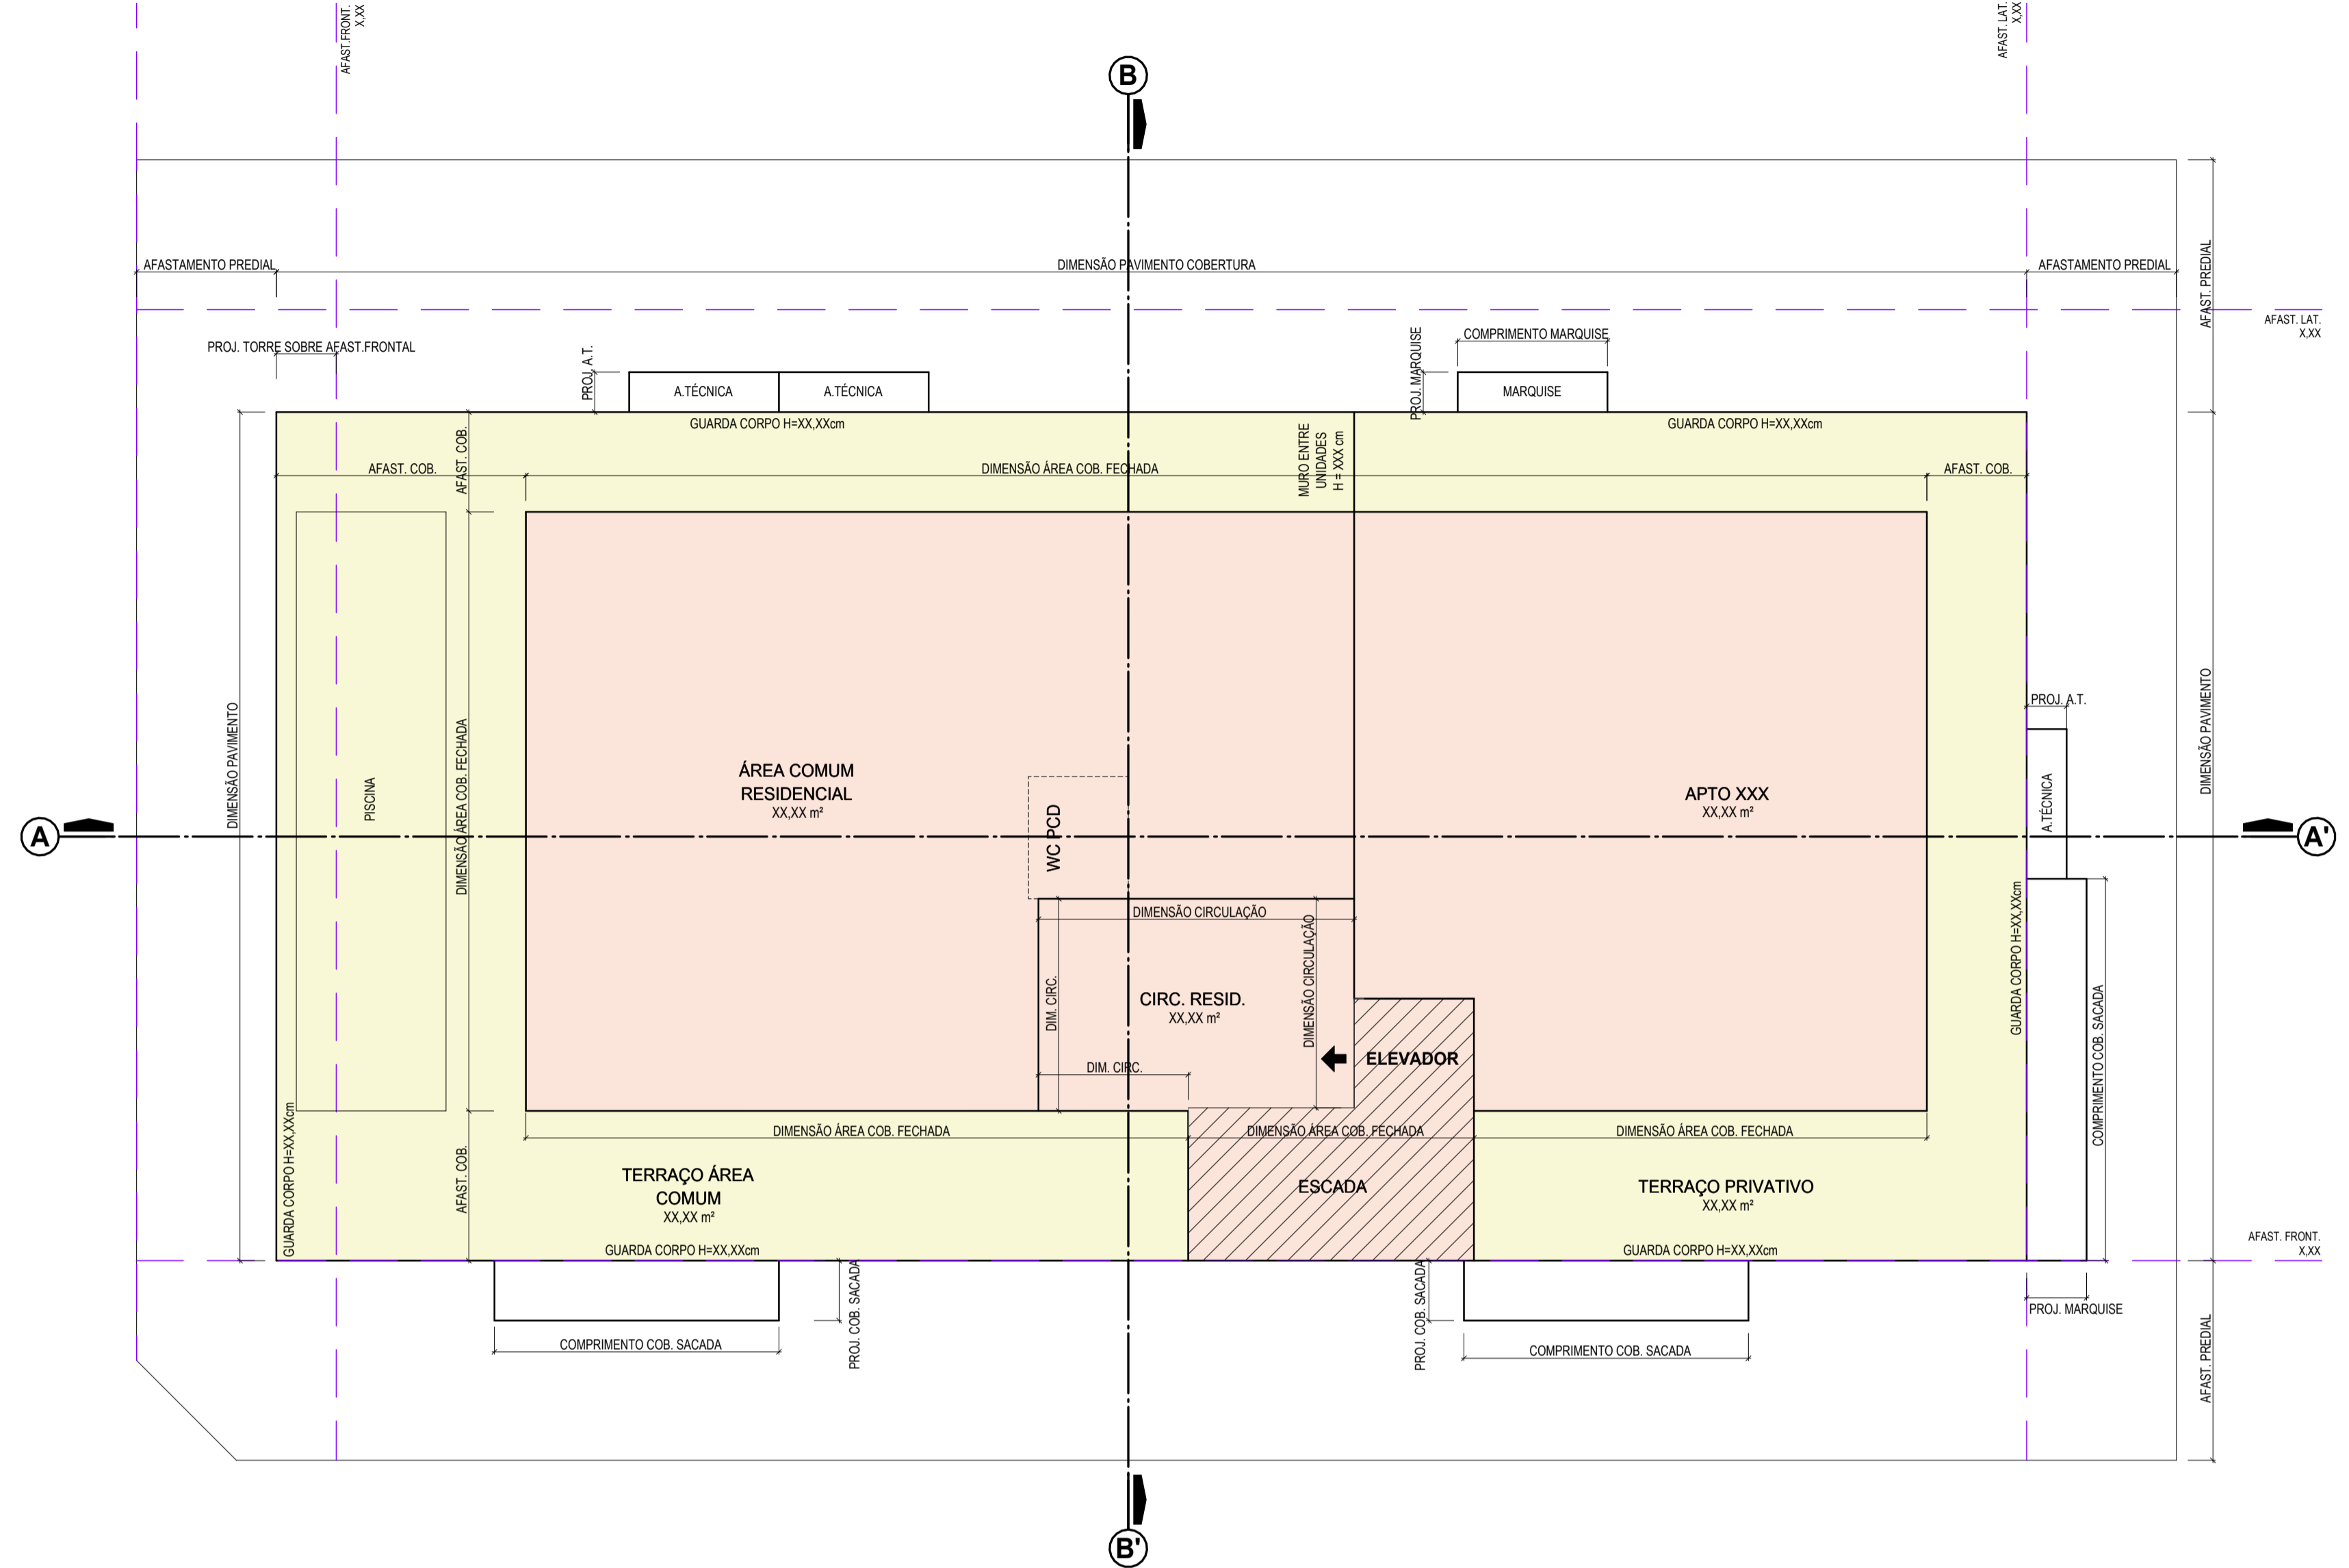 AFAST.FRONT.
X,XX
AFAST. LAT.
X,XX
B
AFASTAMENTO PREDIAL
DIMENSÃO PAVIMENTO COBERTURA
AFASTAMENTO PREDIAL
AFAST. PREDIAL
AFAST. LAT.
X,XX
PROJ. TORRE SOBRE AFAST.FRONTAL
PROJ. A.T.
A.TÉCNICA
A.TÉCNICA
PROJ. MARQUISE
COMPRIMENTO MARQUISE
MARQUISE
GUARDA CORPO H=XX,XXcm
GUARDA CORPO H=XX,XXcm
AFAST. COB.
AFAST. COB.
DIMENSÃO ÁREA COB. FECHADA
MURO ENTRE
UNIDADES
H = XXX cm
AFAST. COB.
DIMENSÃO PAVIMENTO
PISCINA
DIMENSÃO ÁREA COB. FECHADA
ÁREA COMUM
RESIDENCIAL
XX,XX m²
WC PCD
APTO XXX
XX,XX m²
PROJ. A.T.
A.TÉCNICA
DIMENSÃO PAVIMENTO
A
A'
DIMENSÃO CIRCULAÇÃO
DIMENSÃO CIRCULAÇÃO
DIM. CIRC.
CIRC. RESID.
XX,XX m²
DIM. CIRC.
ELEVADOR
GUARDA CORPO H=XX,XXcm
COMPRIMENTO COB. SACADA
GUARDA CORPO H=XX,XXcm
AFAST. COB.
DIMENSÃO ÁREA COB. FECHADA
DIMENSÃO ÁREA COB. FECHADA
DIMENSÃO ÁREA COB. FECHADA
TERRAÇO ÁREA
COMUM
XX,XX m²
ESCADA
TERRAÇO PRIVATIVO
XX,XX m²
GUARDA CORPO H=XX,XXcm
GUARDA CORPO H=XX,XXcm
AFAST. FRONT.
X,XX
PROJ. COB. SACADA
PROJ. COB. SACADA
PROJ. MARQUISE
COMPRIMENTO COB. SACADA
COMPRIMENTO COB. SACADA
AFAST. PREDIAL
B'